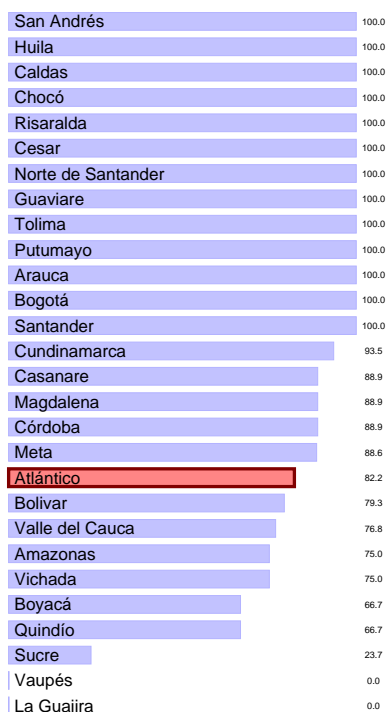 San Andrés 100.0
Huila 100.0
Caldas 100.0
Chocó 100.0
Risaralda 100.0
Cesar 100.0
Norte de Santander 100.0
Guaviare 100.0
Tolima 100.0
Putumayo 100.0
Arauca 100.0
Bogotá 100.0
Santander 100.0
Cundinamarca 93.5
Casanare 88.9
Magdalena 88.9
Córdoba 88.9
Meta 88.6
Atlántico 82.2
Bolivar 79.3
Valle del Cauca 76.8
Amazonas 75.0
Vichada 75.0
Boyacá 66.7
Quindío 66.7
Sucre 23.7
Vaupés 0.0
La Guajira 0.0